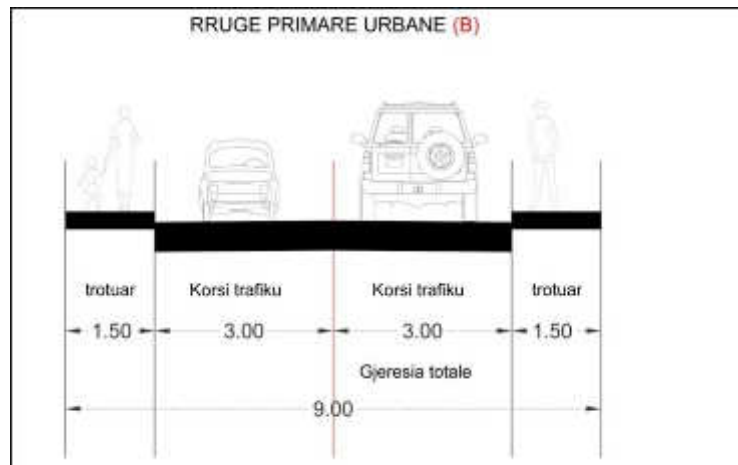 RRUGE PRIMARE URBANE (B)
trotuar Korsi trafiku Korsi trafiku trotuar
1.50 3.00 3.00 1.50
Gjeresia totale
9.00